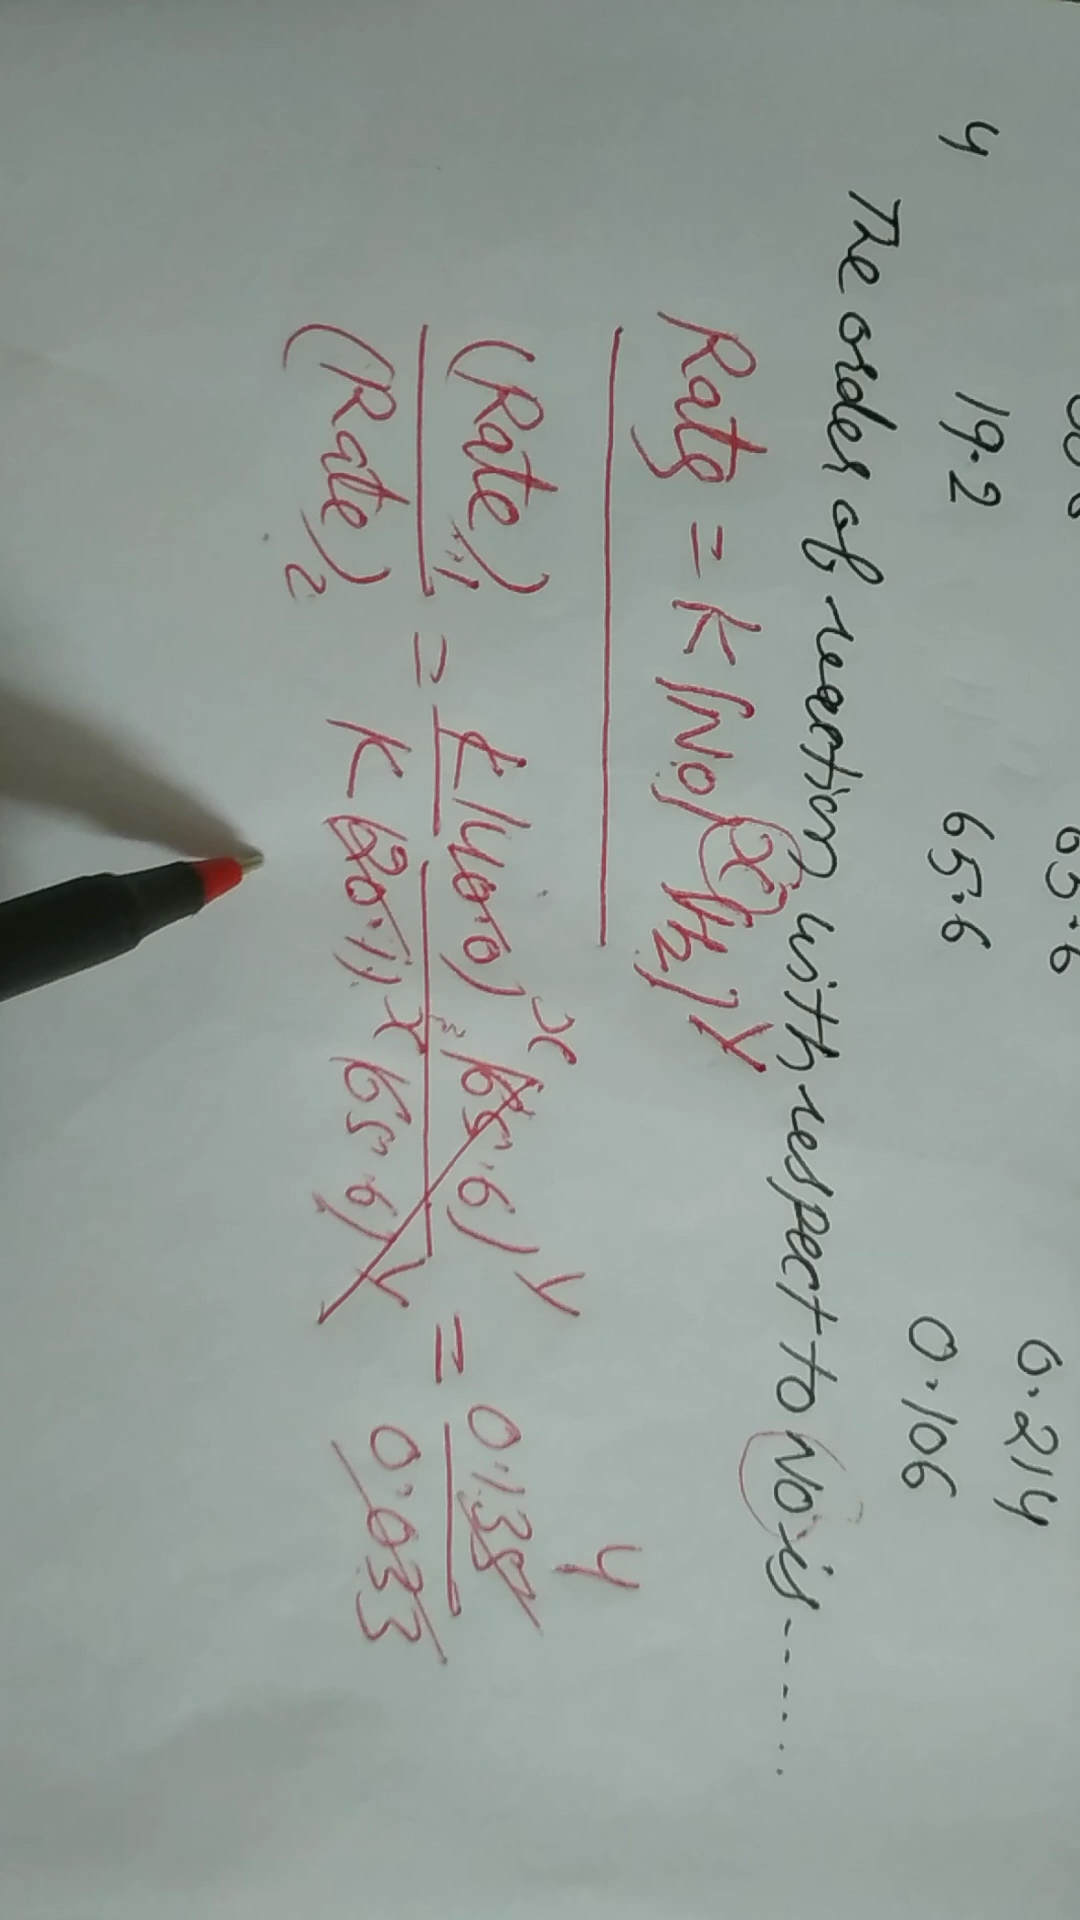 65.6 0.214
4 19.2 65.6 0.106
The order of reaction with respect to No is ......
Rate = K [No]x [H2]Y
(Rate)1 = K (40.0)x (65.6)Y = 0.138 4
(Rate)2 K (20.1)x (65.6)Y 0.033